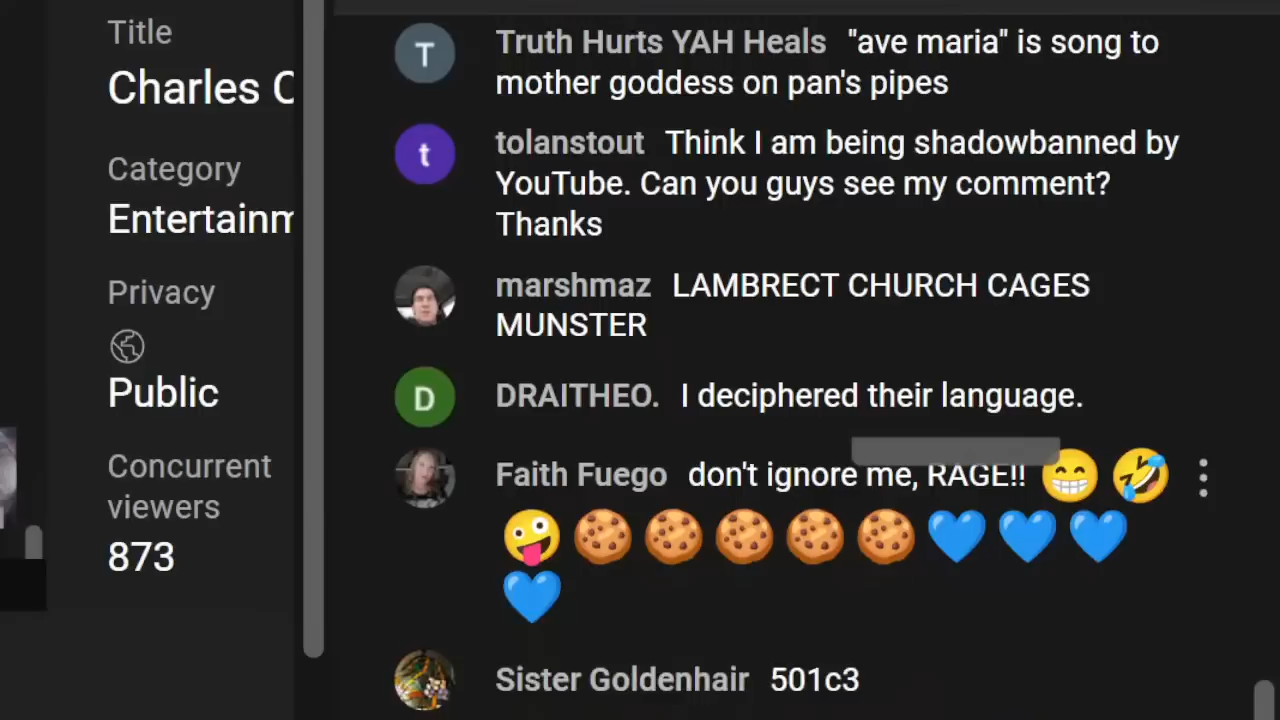 Title
Charles C
Category
Entertainm
Privacy
Public
Concurrent
viewers
873
T
Truth Hurts YAH Heals "ave maria" is song to
mother goddess on pan's pipes
t
tolanstout Think I am being shadowbanned by
YouTube. Can you guys see my comment?
Thanks
marshmaz LAMBRECT CHURCH CAGES
MUNSTER
D
DRAITHEO. I deciphered their language.
Faith Fuego don't ignore me, RAGE!! 😁 🤣
🤪 🍪 🍪 🍪 🍪 🍪 💙 💙 💙
💙
Sister Goldenhair 501c3